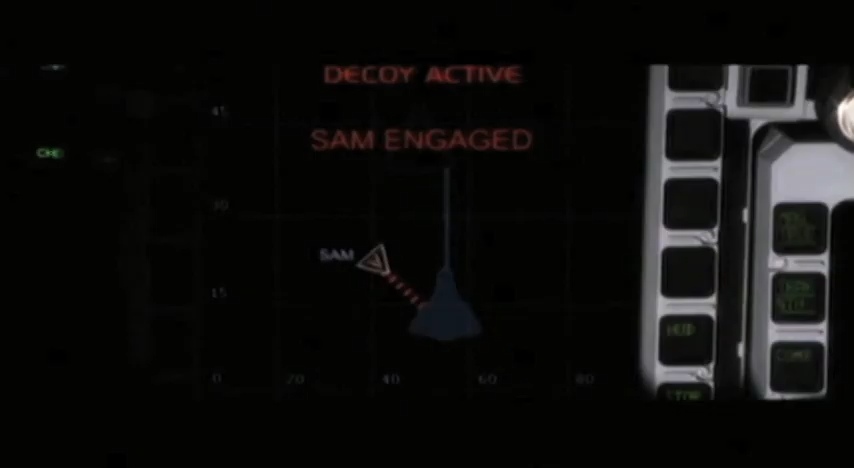 DECOY ACTIVE
45
SAM ENGAGED
30
SAM
15
0 20 40 60 80
HUD